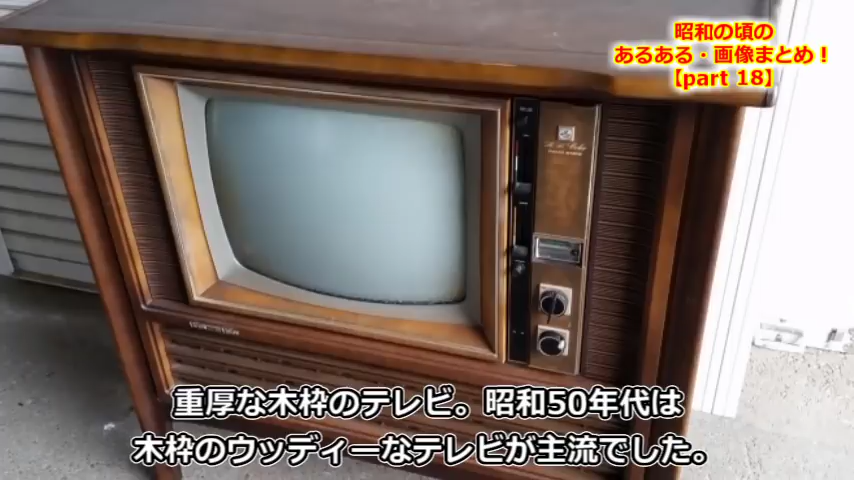 昭和の頃の
あるある・画像まとめ！
【part 18】
重厚な木枠のテレビ。昭和50年代は
木枠のウッディーなテレビが主流でした。